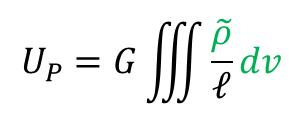 U_P = G ∭ ρ̃/ℓ dv